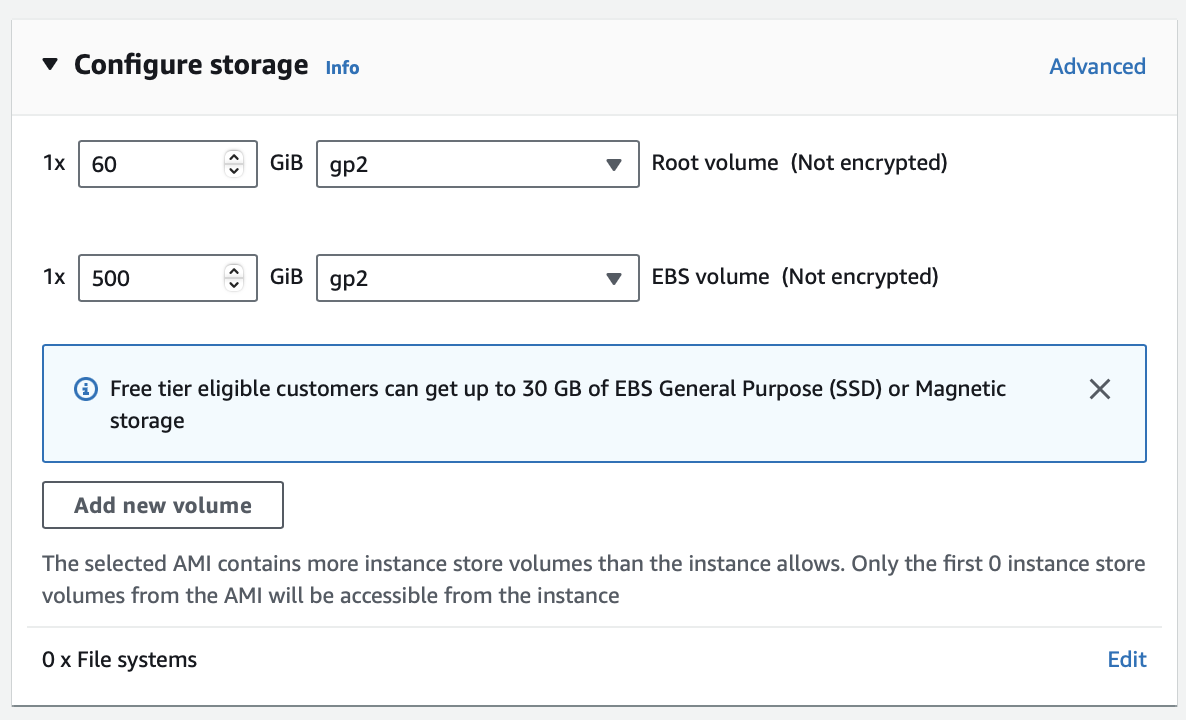 Configure storage Info Advanced
1x 60 GiB gp2 Root volume (Not encrypted)
1x 500 GiB gp2 EBS volume (Not encrypted)
Free tier eligible customers can get up to 30 GB of EBS General Purpose (SSD) or Magnetic
storage
Add new volume
The selected AMI contains more instance store volumes than the instance allows. Only the first 0 instance store
volumes from the AMI will be accessible from the instance
0 x File systems Edit